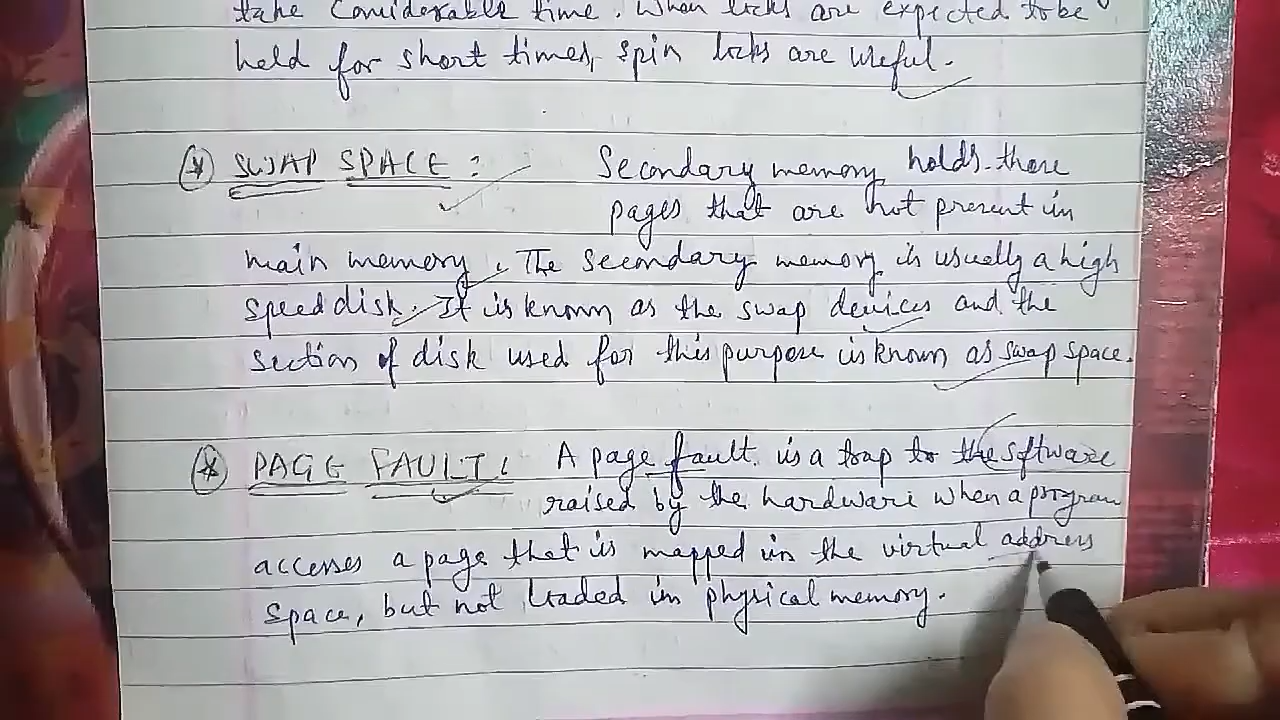 take Considerable time. When locks are expected to be
held for short times, spin locks are useful.
SWAP SPACE : Secondary memory holds those
pages that are not present in
main memory. The Secondary memory is usually a high
speed disk. It is known as the swap devices and the
section of disk used for this purpose is known as swap space.
PAGE FAULT : A page fault is a trap to the software
raised by the hardware when a program
accesses a page that is mapped in the virtual address
space, but not loaded in physical memory.